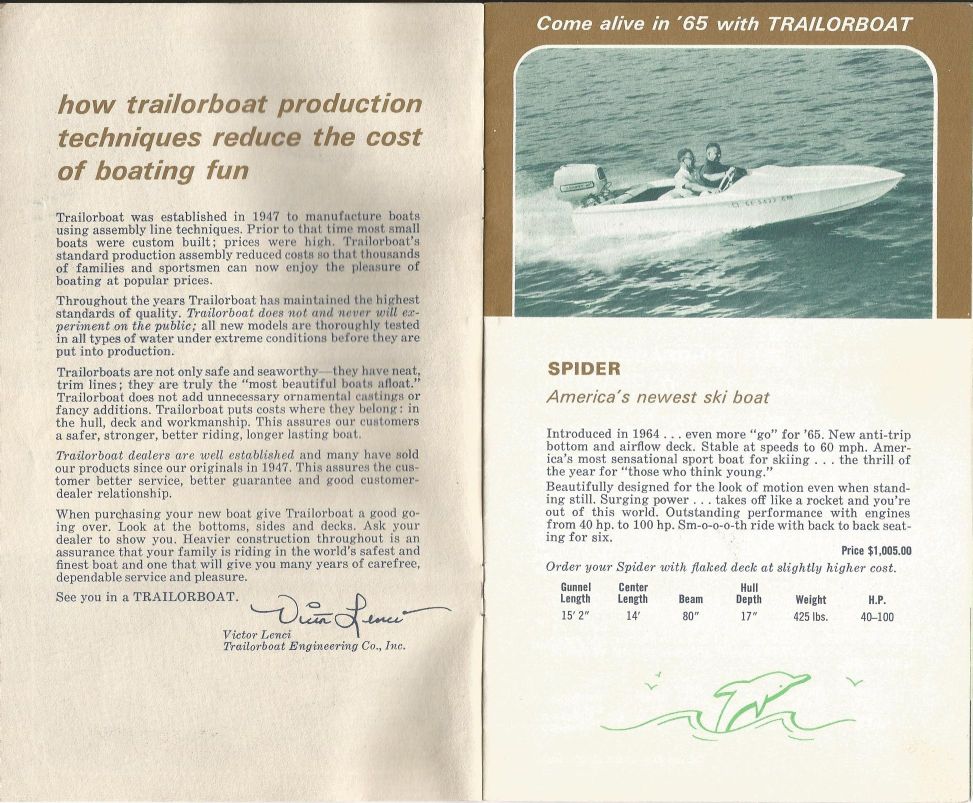 how trailorboat production
techniques reduce the cost
of boating fun
Trailorboat was established in 1947 to manufacture boats
using assembly line techniques. Prior to that time most small
boats were custom built; prices were high. Trailorboat's
standard production assembly reduced costs so that thousands
of families and sportsmen can now enjoy the pleasure of
boating at popular prices.
Throughout the years Trailorboat has maintained the highest
standards of quality. Trailorboat does not and never will ex-
periment on the public; all new models are thoroughly tested
in all types of water under extreme conditions before they are
put into production.
Trailorboats are not only safe and seaworthy—they have neat,
trim lines; they are truly the "most beautiful boats afloat."
Trailorboat does not add unnecessary ornamental castings or
fancy additions. Trailorboat puts costs where they belong: in
the hull, deck and workmanship. This assures our customers
a safer, stronger, better riding, longer lasting boat.
Trailorboat dealers are well established and many have sold
our products since our originals in 1947. This assures the cus-
tomer better service, better guarantee and good customer-
dealer relationship.
When purchasing your new boat give Trailorboat a good go-
ing over. Look at the bottoms, sides and decks. Ask your
dealer to show you. Heavier construction throughout is an
assurance that your family is riding in the world's safest and
finest boat and one that will give you many years of carefree,
dependable service and pleasure.
See you in a TRAILORBOAT.
Victor Lenci
Victor Lenci
Trailorboat Engineering Co., Inc.
Come alive in '65 with TRAILORBOAT
SPIDER
America's newest ski boat
Introduced in 1964 . . . even more "go" for '65. New anti-trip
bottom and airflow deck. Stable at speeds to 60 mph. Amer-
ica's most sensational sport boat for skiing . . . the thrill of
the year for "those who think young."
Beautifully designed for the look of motion even when stand-
ing still. Surging power . . . takes off like a rocket and you're
out of this world. Outstanding performance with engines
from 40 hp. to 100 hp. Sm-o-o-o-th ride with back to back seat-
ing for six.
Price $1,005.00
Order your Spider with flaked deck at slightly higher cost.
Gunnel Length Center Length Beam Hull Depth Weight H.P.
15' 2" 14' 80" 17" 425 lbs. 40–100